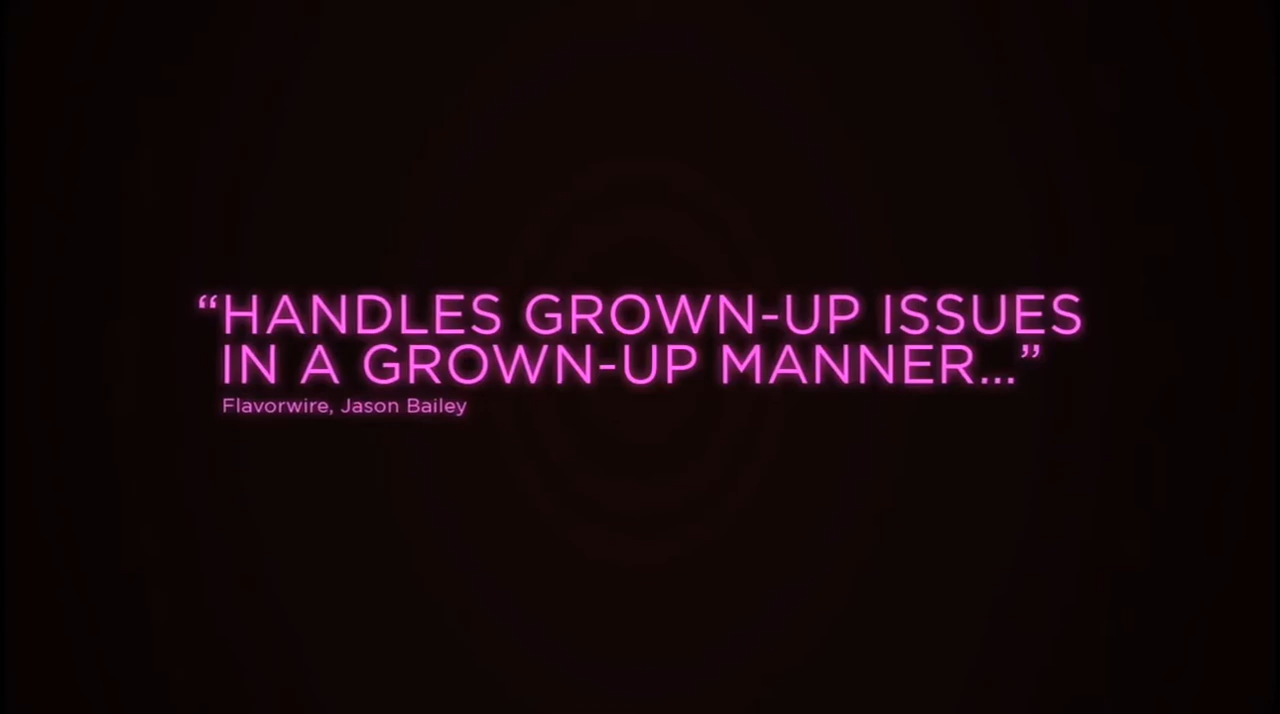 “HANDLES GROWN-UP ISSUES
IN A GROWN-UP MANNER...”
Flavorwire, Jason Bailey